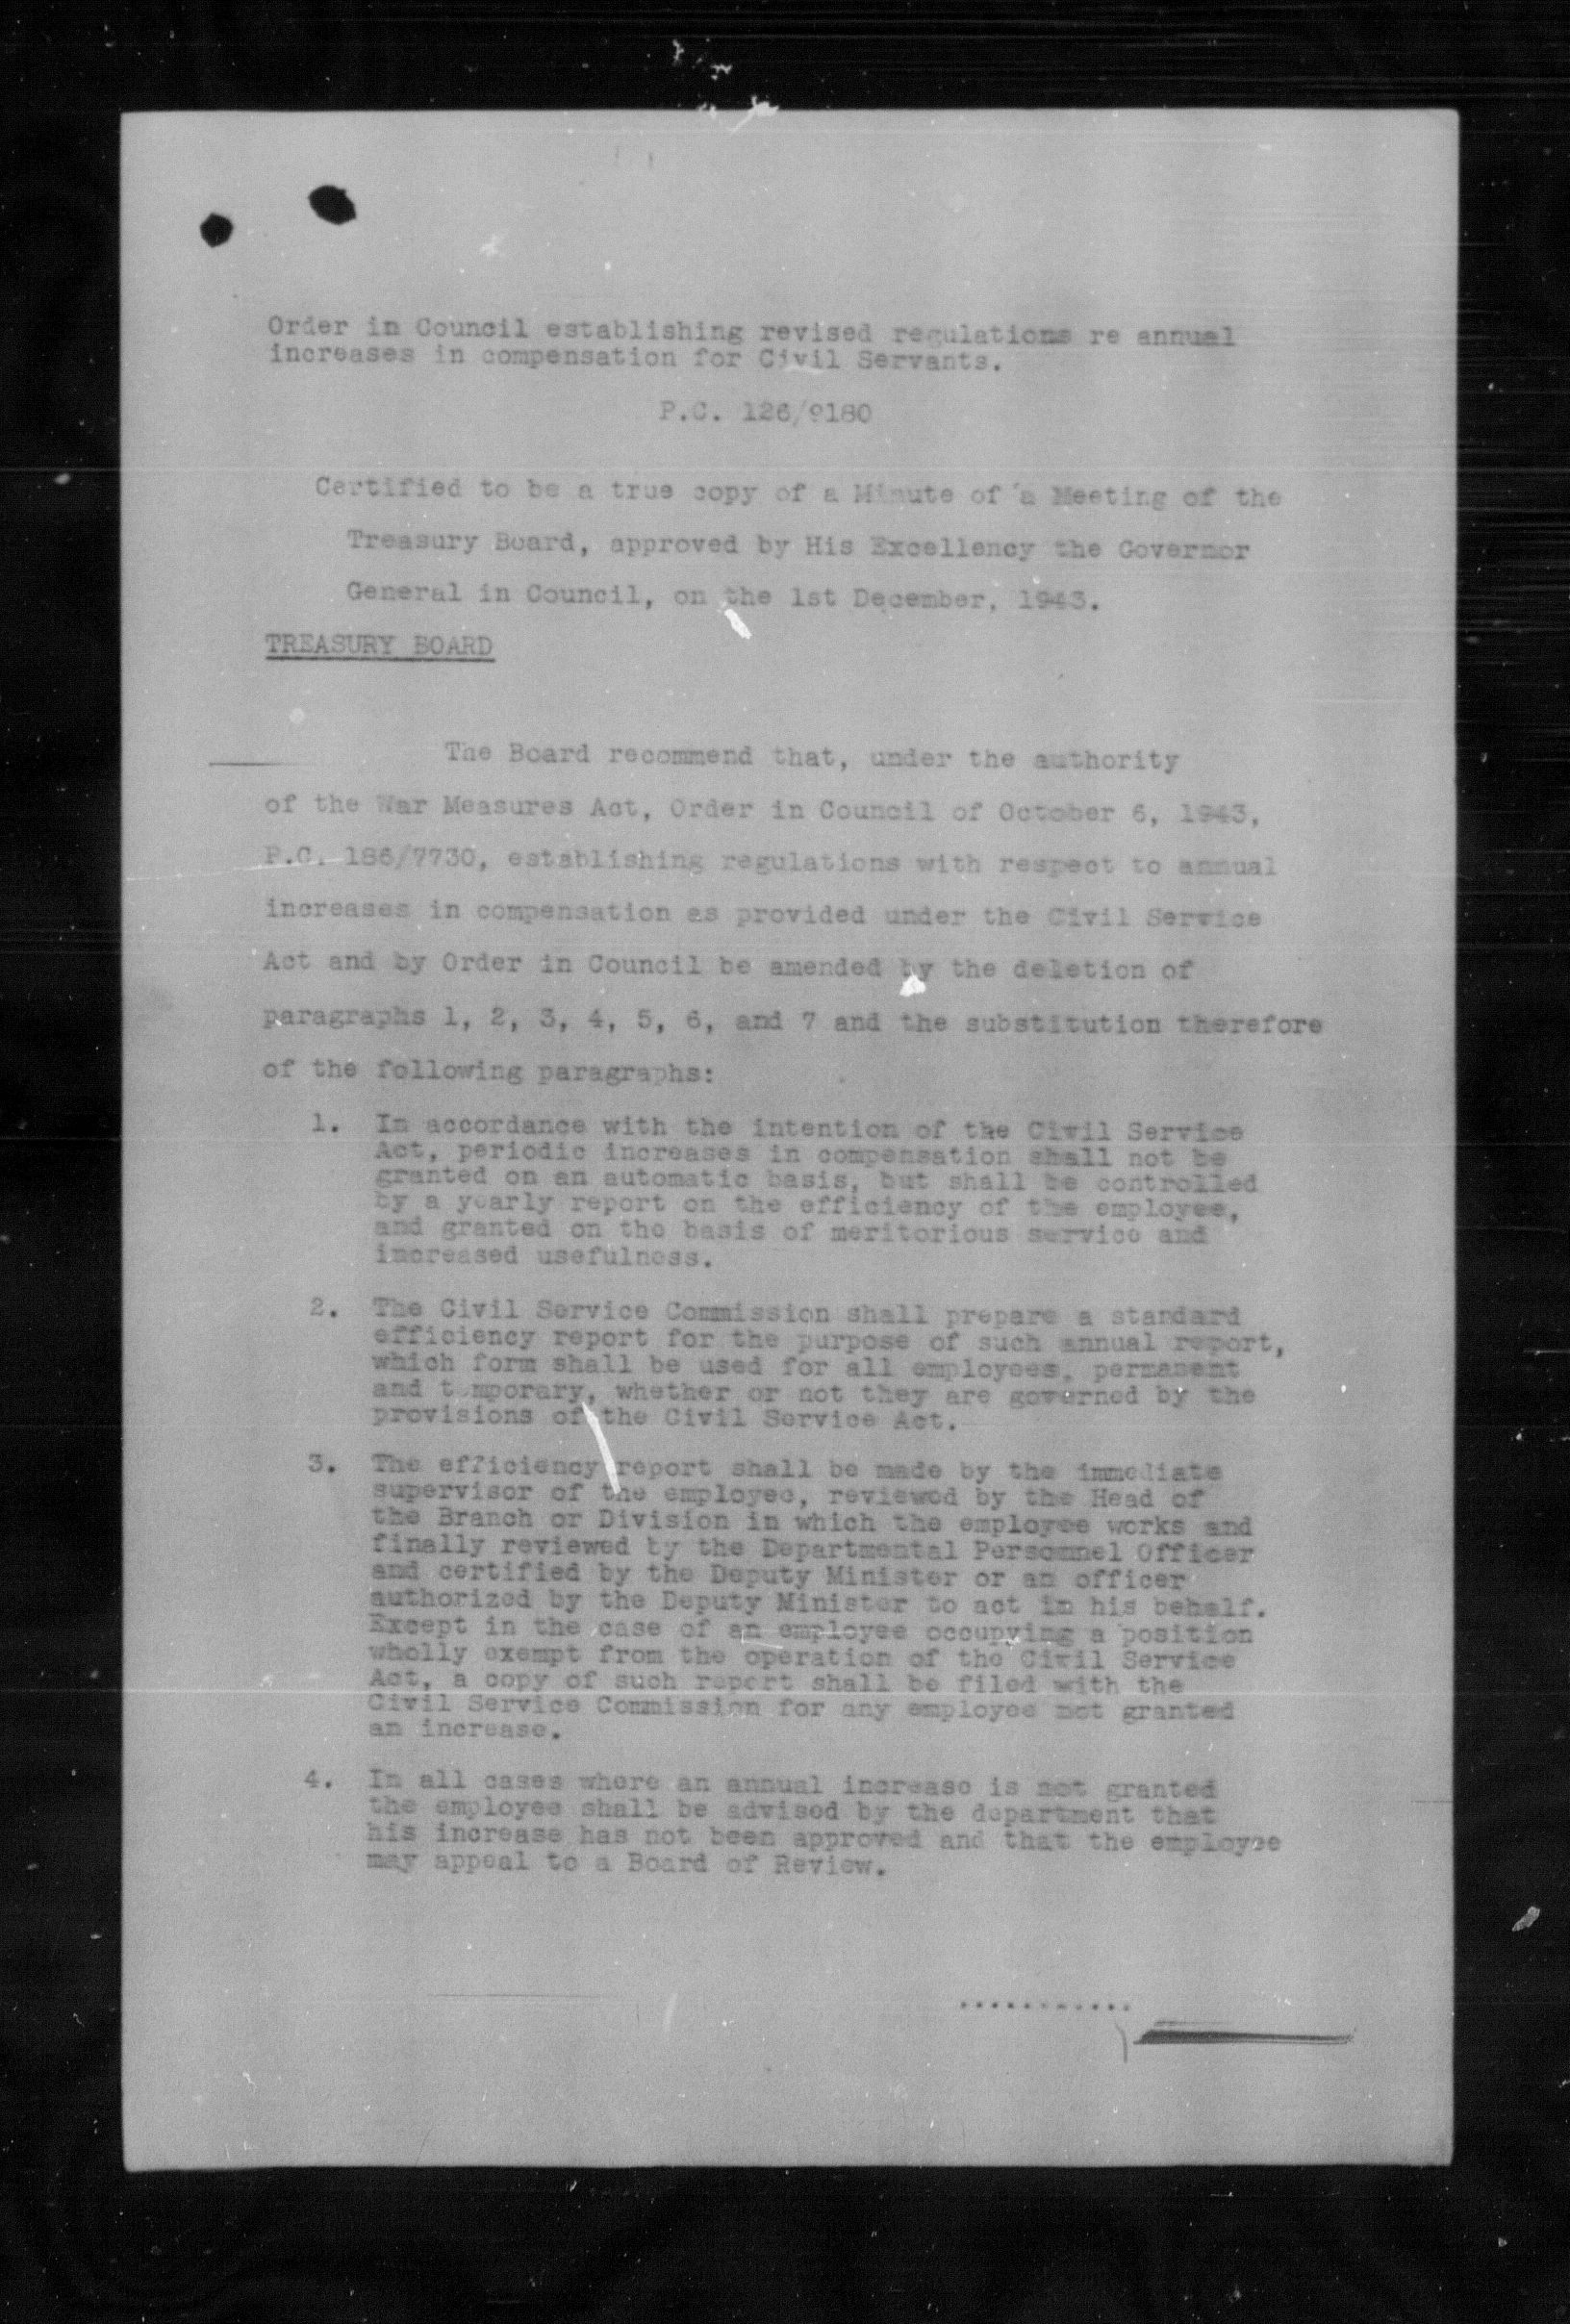 Order in Council establishing revised regulations re annual
increases in compensation for Civil Servants.
P.C. 126/9180
Certified to be a true copy of a Minute of a Meeting of the
Treasury Board, approved by His Excellency the Governor
General in Council, on the 1st December, 1943.
TREASURY BOARD
The Board recommend that, under the authority
of the War Measures Act, Order in Council of October 6, 1943,
P.C. 186/7730, establishing regulations with respect to annual
increases in compensation as provided under the Civil Service
Act and by Order in Council be amended by the deletion of
paragraphs 1, 2, 3, 4, 5, 6, and 7 and the substitution therefore
of the following paragraphs:
1. In accordance with the intention of the Civil Service
Act, periodic increases in compensation shall not be
granted on an automatic basis, but shall be controlled
by a yearly report on the efficiency of the employee,
and granted on the basis of meritorious service and
increased usefulness.
2. The Civil Service Commission shall prepare a standard
efficiency report for the purpose of such annual report,
which form shall be used for all employees, permanent
and temporary, whether or not they are governed by the
provisions of the Civil Service Act.
3. The efficiency report shall be made by the immediate
supervisor of the employee, reviewed by the Head of
the Branch or Division in which the employee works and
finally reviewed by the Departmental Personnel Officer
and certified by the Deputy Minister or an officer
authorized by the Deputy Minister to act in his behalf.
Except in the case of an employee occupying a position
wholly exempt from the operation of the Civil Service
Act, a copy of such report shall be filed with the
Civil Service Commission for any employee not granted
an increase.
4. In all cases where an annual increase is not granted
the employee shall be advised by the department that
his increase has not been approved and that the employee
may appeal to a Board of Review.
...........